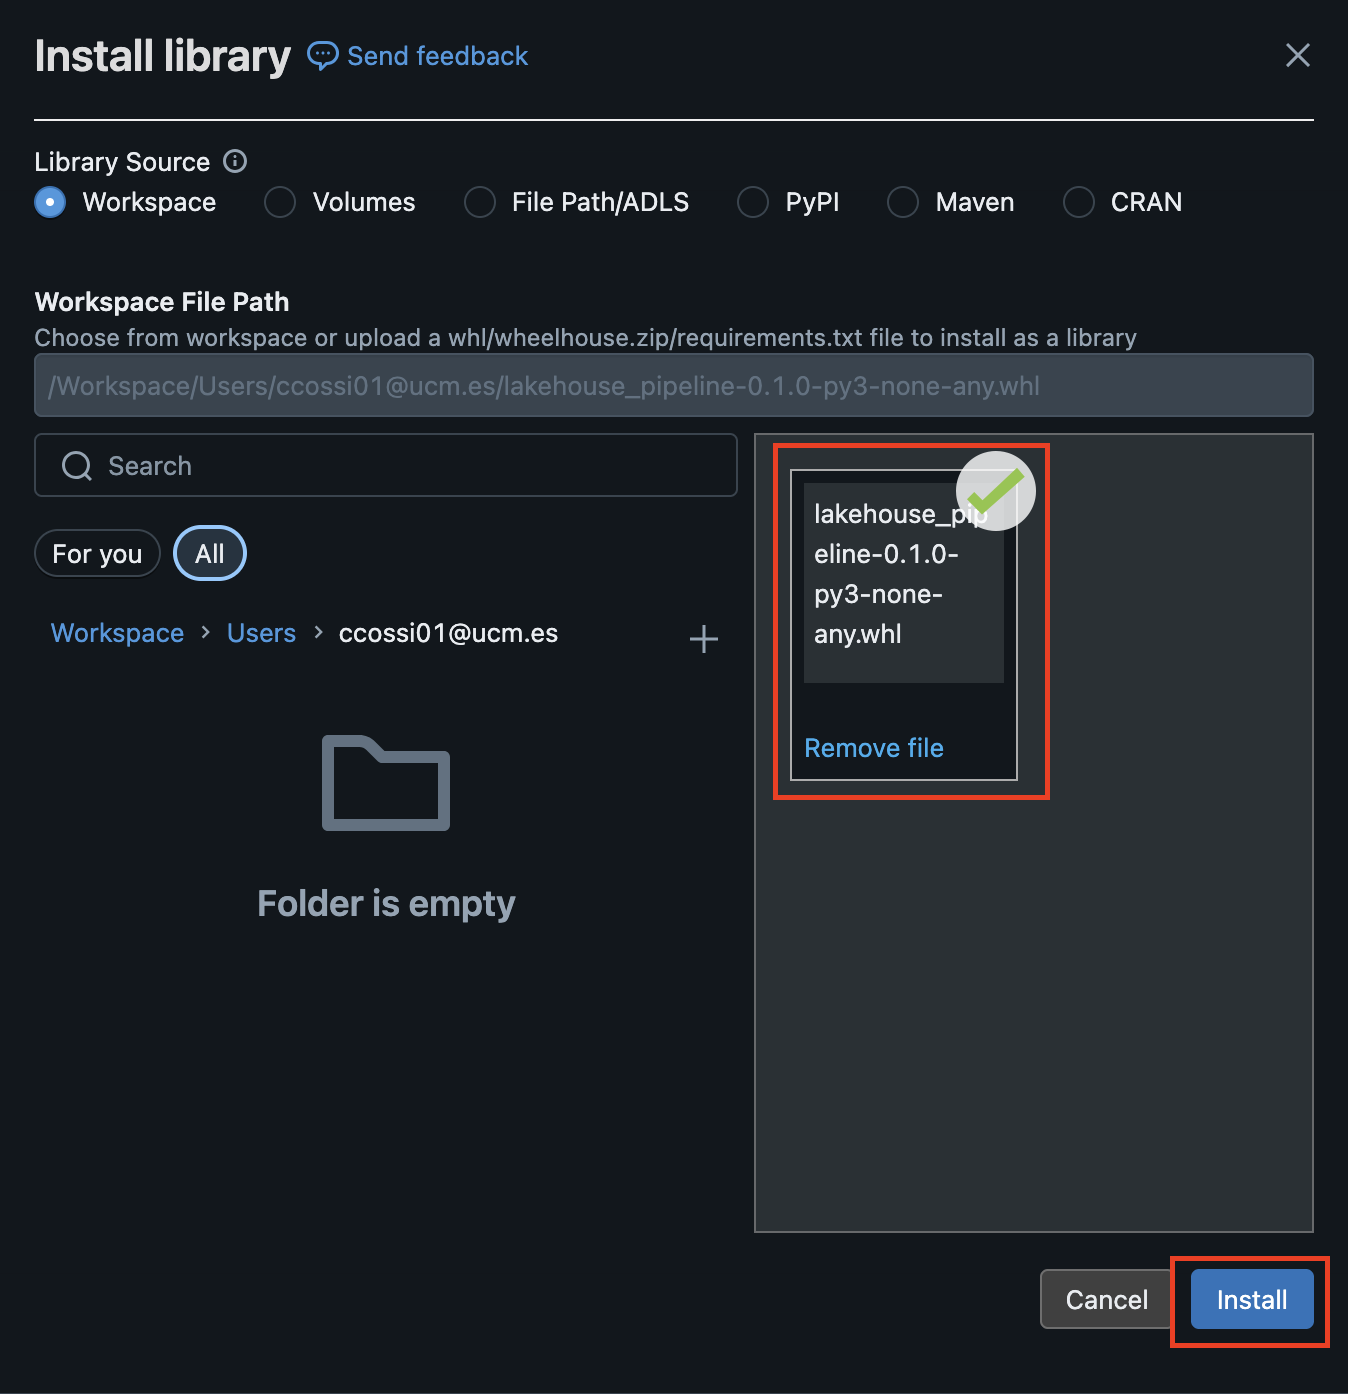 Install library Send feedback
Library Source
Workspace Volumes File Path/ADLS PyPI Maven CRAN
Workspace File Path
Choose from workspace or upload a whl/wheelhouse.zip/requirements.txt file to install as a library
/Workspace/Users/ccossi01@ucm.es/lakehouse_pipeline-0.1.0-py3-none-any.whl
Search
For you All
Workspace > Users > ccossi01@ucm.es
Folder is empty
lakehouse_pip
eline-0.1.0-
py3-none-
any.whl
Remove file
Cancel Install